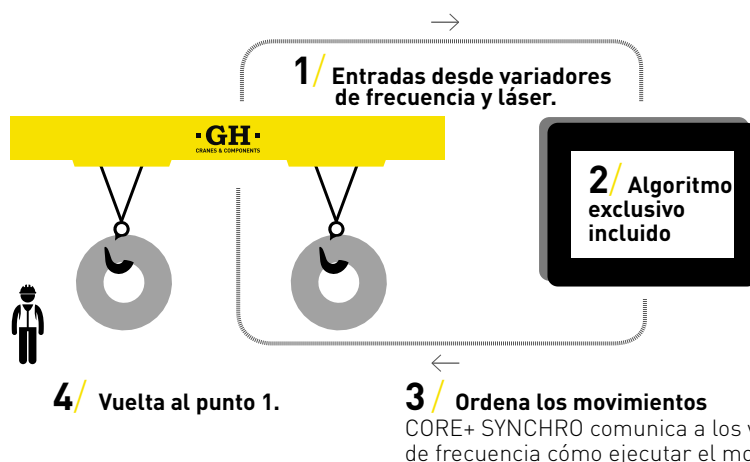 1/ Entradas desde variadores
de frecuencia y láser.
·GH·
CRANES & COMPONENTS
2/ Algoritmo
exclusivo
incluido
3/ Ordena los movimientos
CORE+ SYNCHRO comunica a los
de frecuencia cómo ejecutar el
4/ Vuelta al punto 1.